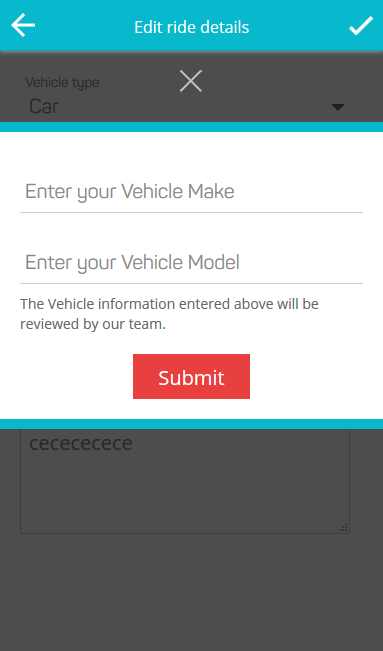 Edit ride details
Vehicle type
Car
Enter your Vehicle Make
Enter your Vehicle Model
The Vehicle information entered above will be
reviewed by our team.
Submit
cecececece